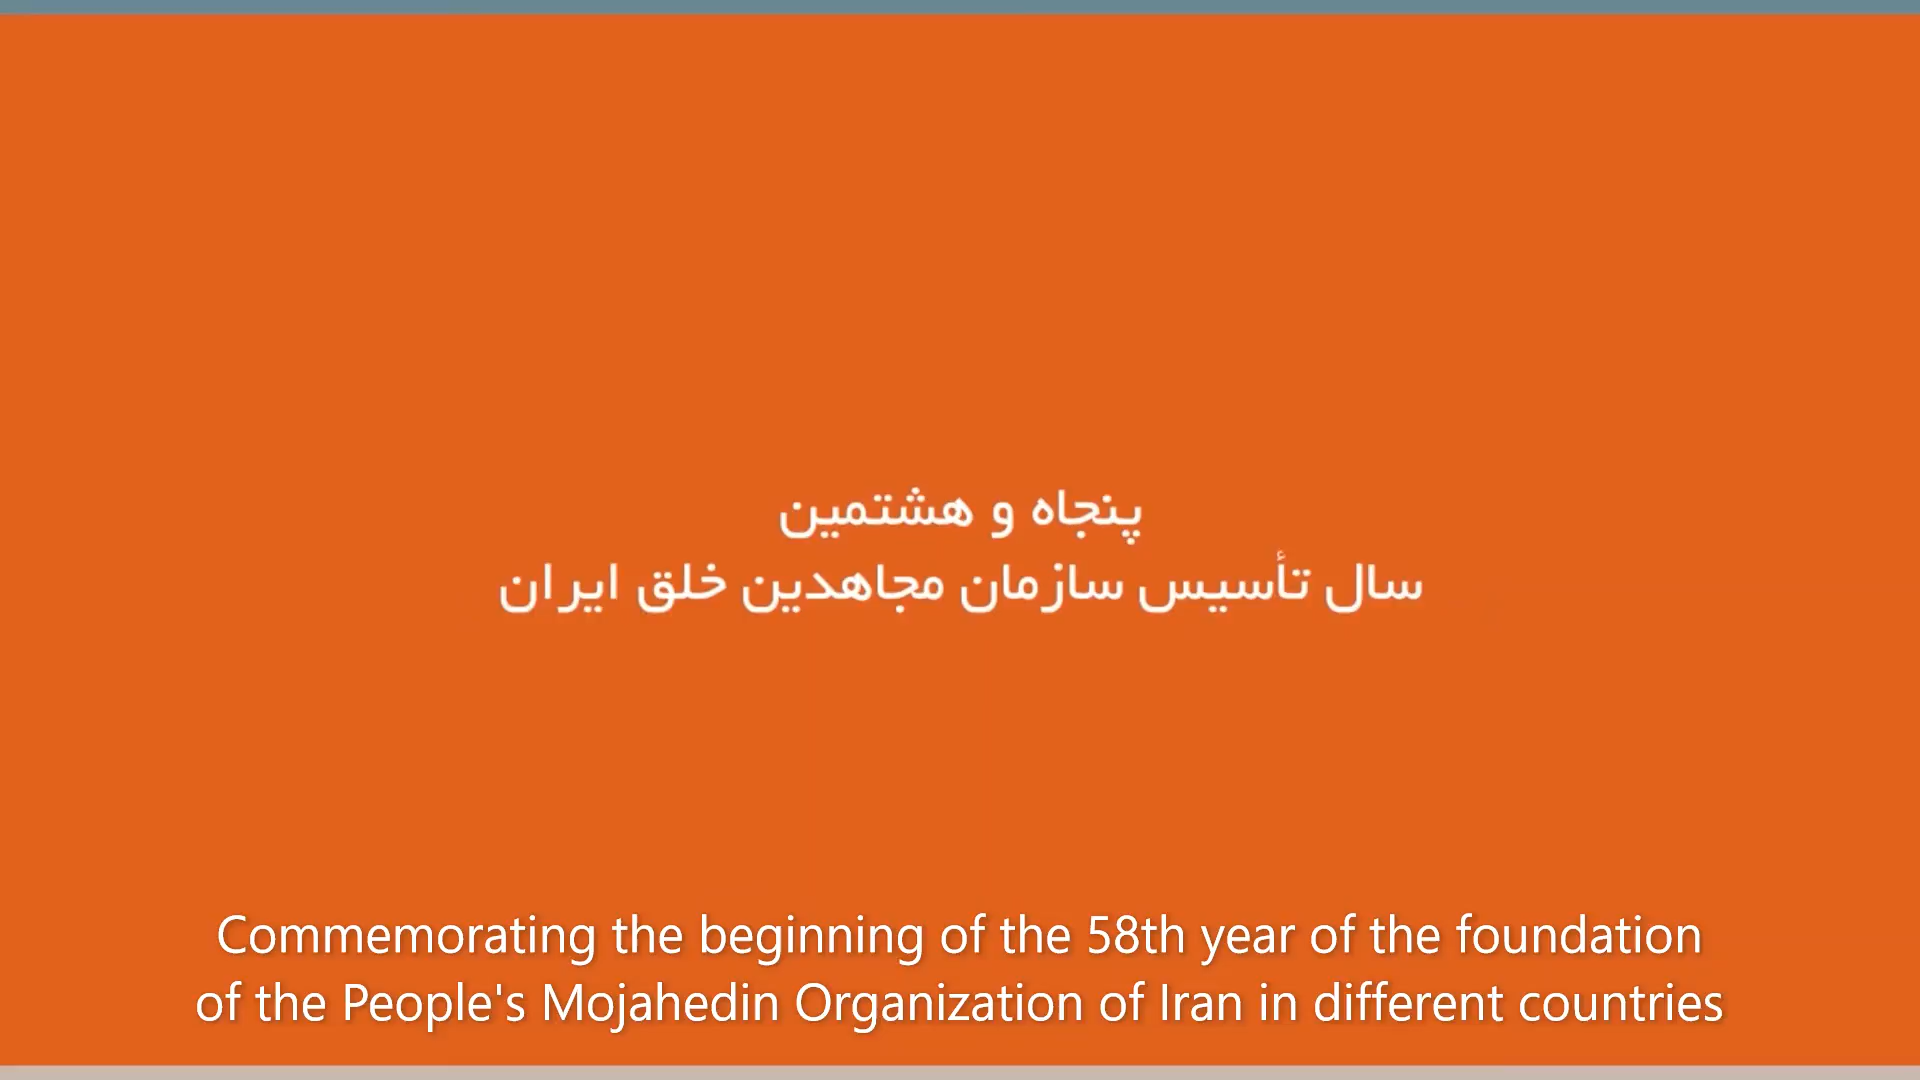 پنجاه و هشتمین
سال تأسیس سازمان مجاهدین خلق ایران
Commemorating the beginning of the 58th year of the foundation
of the People's Mojahedin Organization of Iran in different countries